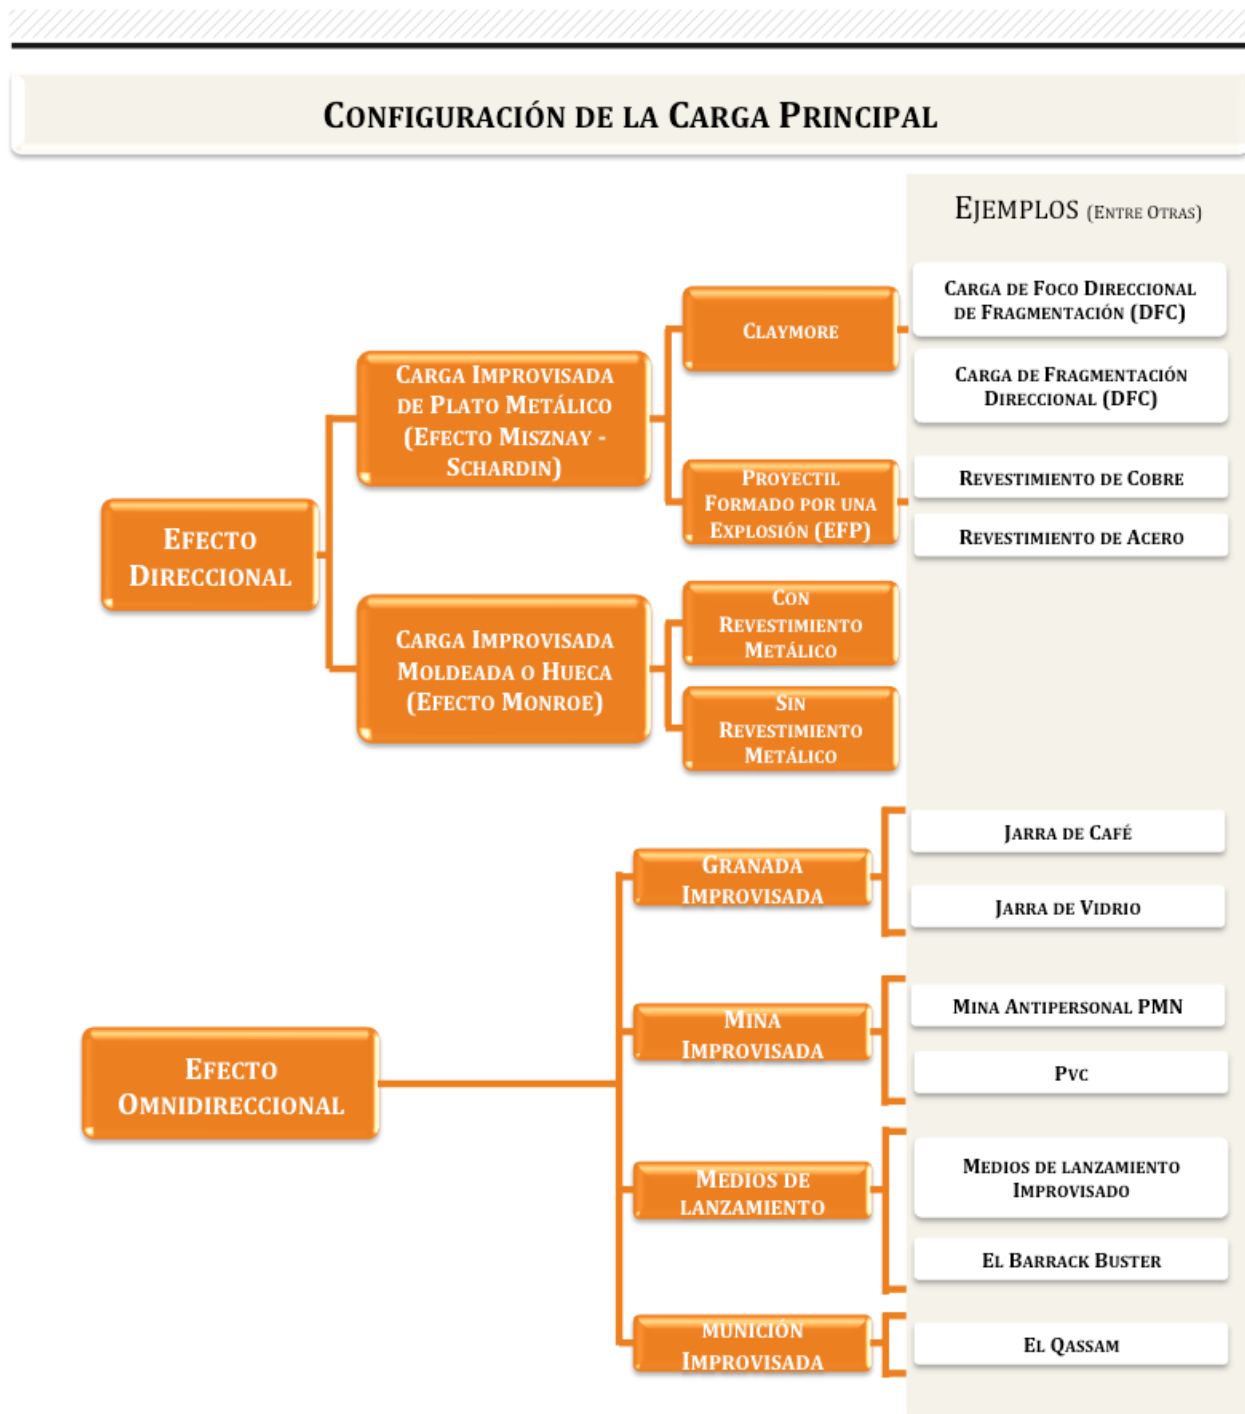 CONFIGURACIÓN DE LA CARGA PRINCIPAL
EJEMPLOS (ENTRE OTRAS)
EFECTO
DIRECCIONAL
CARGA IMPROVISADA
DE PLATO METÁLICO
(EFECTO MISZNAY -
SCHARDIN)
CLAYMORE
CARGA DE FOCO DIRECCIONAL
DE FRAGMENTACIÓN (DFC)
CARGA DE FRAGMENTACIÓN
DIRECCIONAL (DFC)
PROYECTIL
FORMADO POR UNA
EXPLOSIÓN (EFP)
REVESTIMIENTO DE COBRE
REVESTIMIENTO DE ACERO
CARGA IMPROVISADA
MOLDEADA O HUECA
(EFECTO MONROE)
CON
REVESTIMIENTO
METÁLICO
SIN
REVESTIMIENTO
METÁLICO
EFECTO
OMNIDIRECCIONAL
GRANADA
IMPROVISADA
JARRA DE CAFÉ
JARRA DE VIDRIO
MINA
IMPROVISADA
MINA ANTIPERSONAL PMN
PVC
MEDIOS DE
LANZAMIENTO
MEDIOS DE LANZAMIENTO
IMPROVISADO
EL BARRACK BUSTER
MUNICIÓN
IMPROVISADA
EL QASSAM